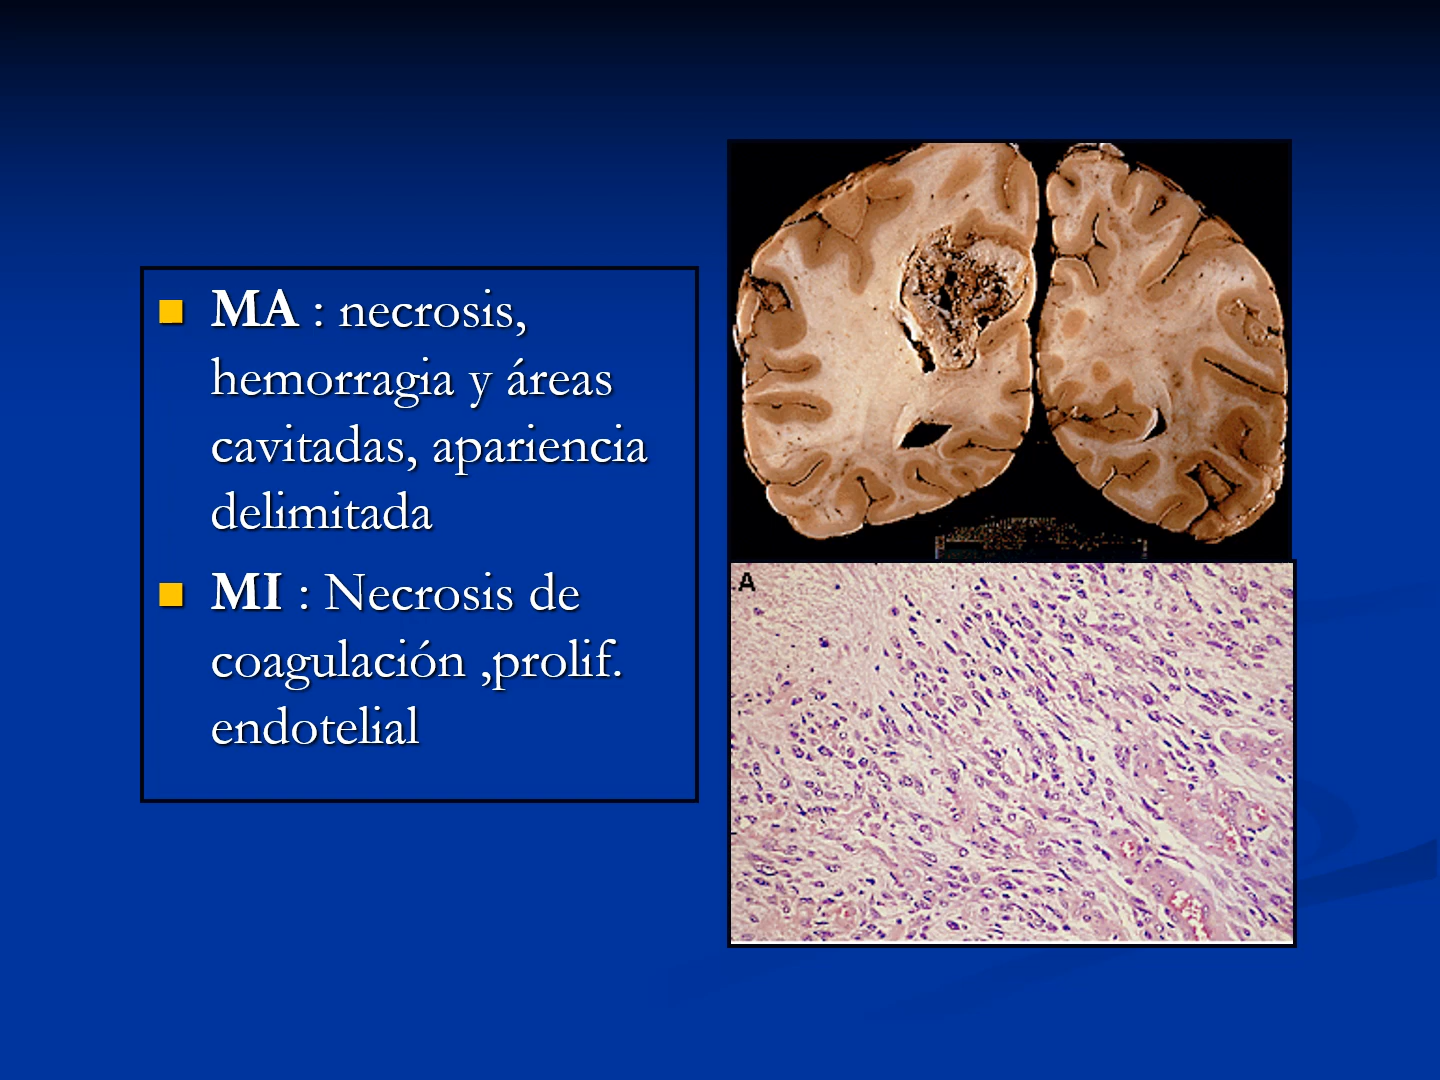 MA : necrosis,
hemorragia y áreas
cavitadas, apariencia
delimitada
MI : Necrosis de
coagulación ,prolif.
endotelial
A